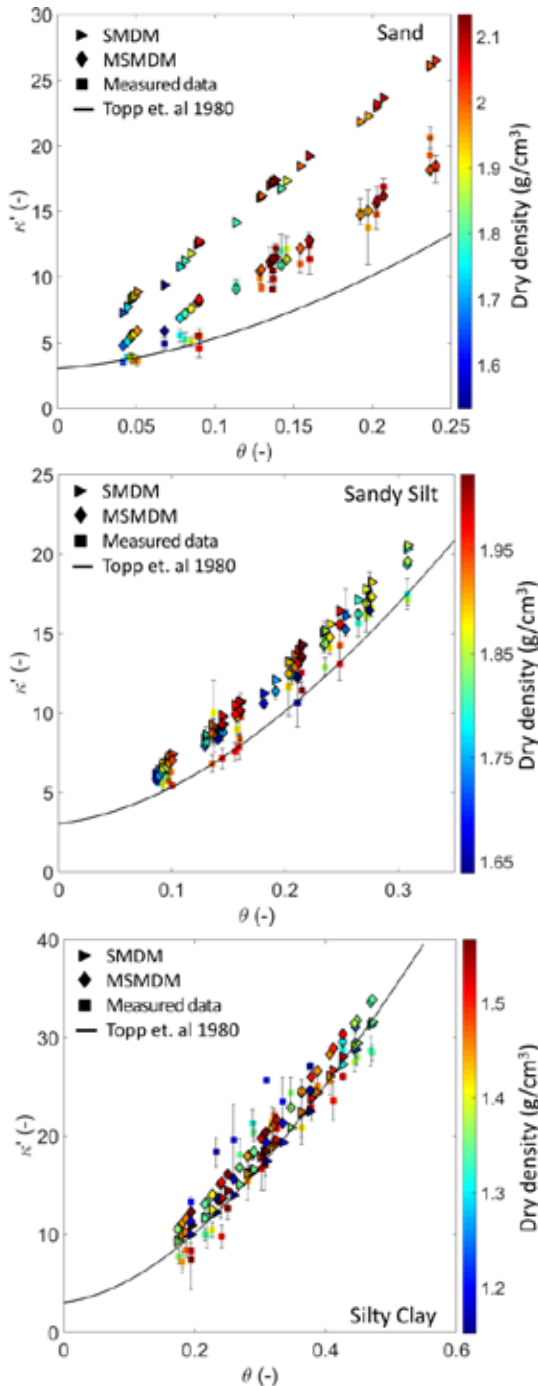 30
25
20
15
10
5
0
κ' (-)
SMDM
MSMDM
Measured data
Topp et. al 1980
Sand
0
0.05
0.1
0.15
0.2
0.25
θ (-)
2.1
2
1.9
1.8
1.7
1.6
Dry density (g/cm³)
25
20
15
10
5
0
κ' (-)
SMDM
MSMDM
Measured data
Topp et. al 1980
Sandy Silt
0
0.1
0.2
0.3
θ (-)
1.95
1.85
1.75
1.65
Dry density (g/cm³)
40
30
20
10
0
κ' (-)
SMDM
MSMDM
Measured data
Topp et. al 1980
Silty Clay
0
0.2
0.4
0.6
θ (-)
1.5
1.4
1.3
1.2
Dry density (g/cm³)